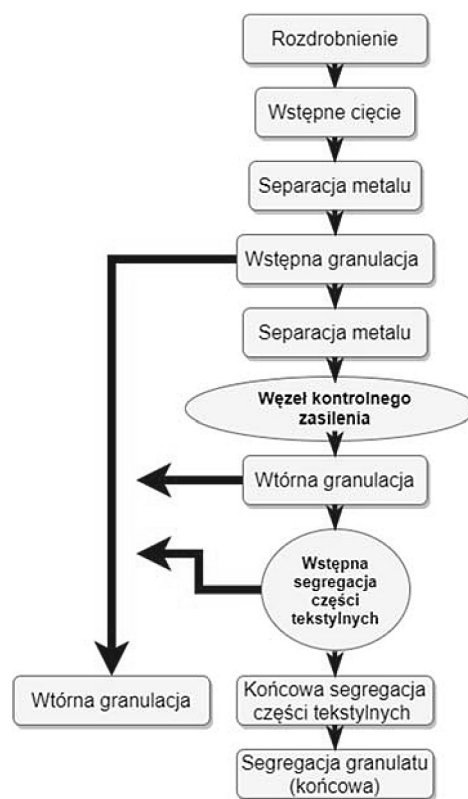 Rozdrobnienie
Wstępne cięcie
Separacja metalu
Wstępna granulacja
Separacja metalu
Węzeł kontrolnego
zasilenia
Wtórna granulacja
Wstępna
segregacja
części
tekstylnych
Wtórna granulacja
Końcowa segregacja
części tekstylnych
Segregacja granulatu
(końcowa)